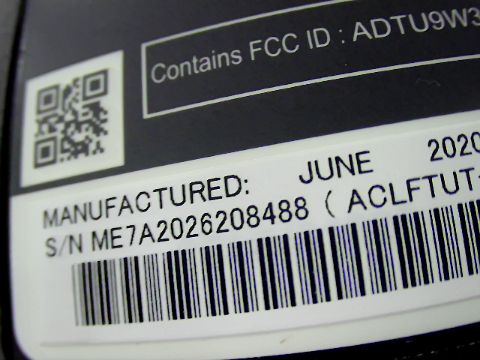 Contains FCC ID : ADTU9W3
MANUFACTURED: JUNE 2020
S/N ME7A2026208488 ( ACLFTUT-